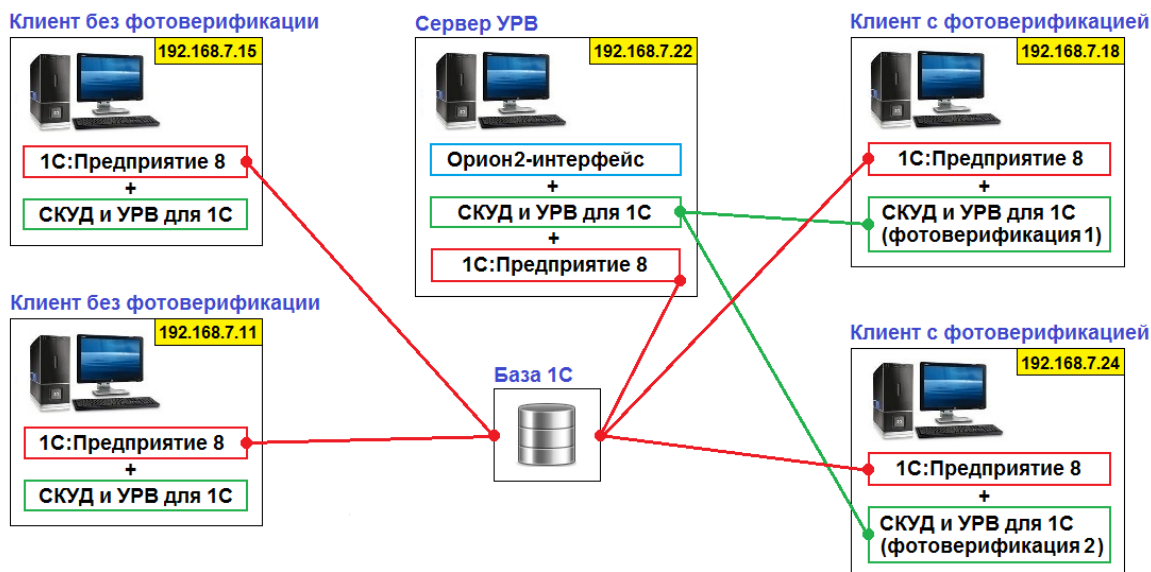 Клиент без фотоверификации
192.168.7.15
1С:Предприятие 8
+
СКУД и УРВ для 1С
Сервер УРВ
192.168.7.22
Орион2-интерфейс
+
СКУД и УРВ для 1С
+
1С:Предприятие 8
Клиент с фотоверификацией
192.168.7.18
1С:Предприятие 8
+
СКУД и УРВ для 1С
(фотоверификация 1)
Клиент без фотоверификации
192.168.7.11
1С:Предприятие 8
+
СКУД и УРВ для 1С
База 1С
Клиент с фотоверификацией
192.168.7.24
1С:Предприятие 8
+
СКУД и УРВ для 1С
(фотоверификация 2)